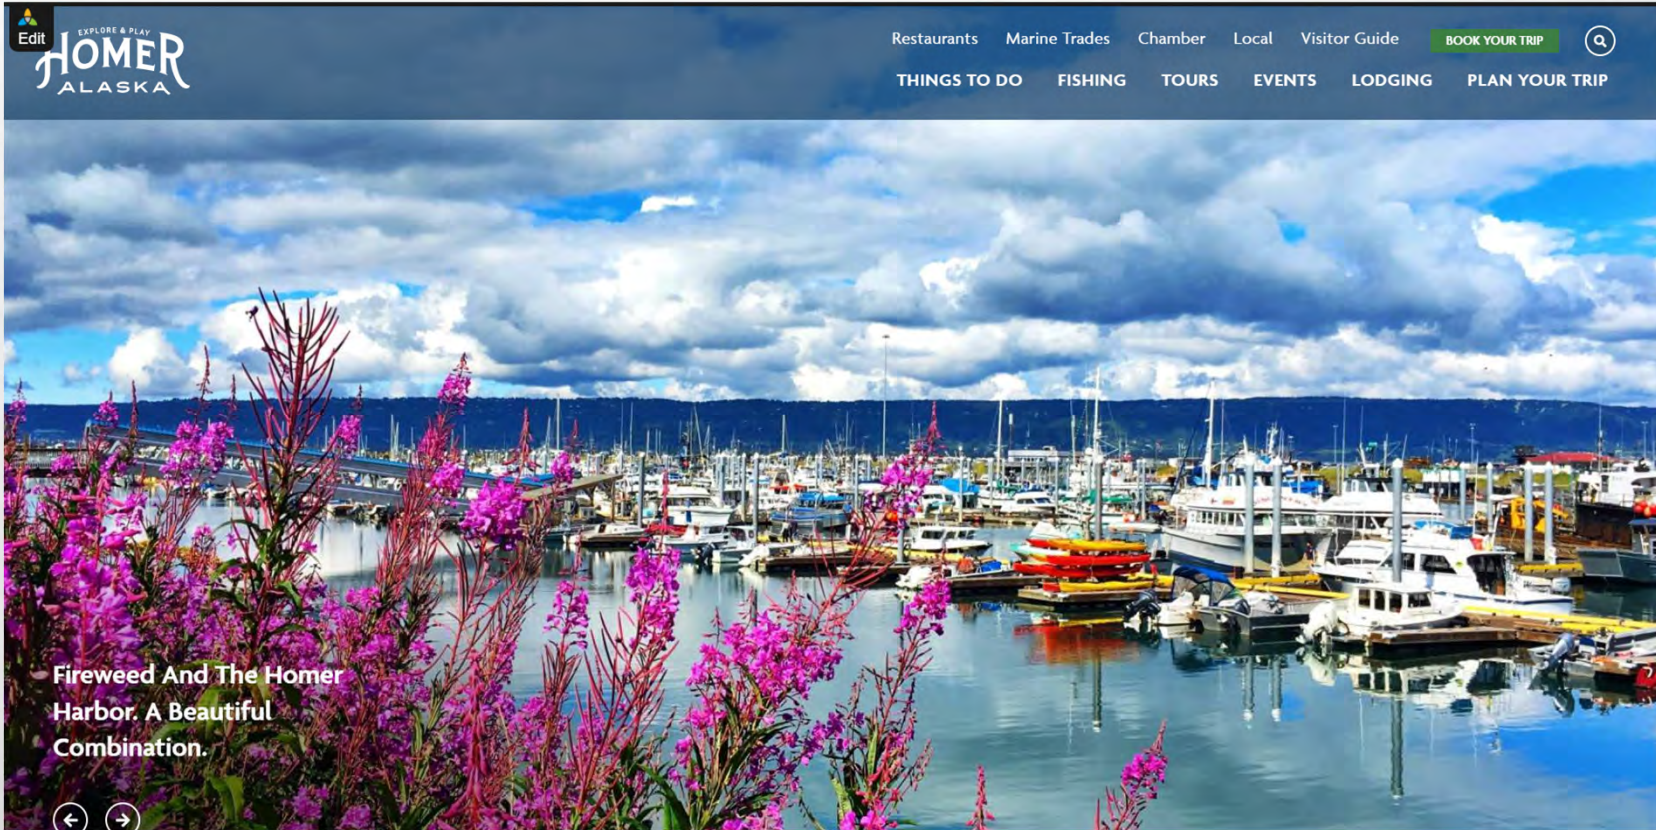 Edit
EXPLORE & PLAY
HOMER
ALASKA
Restaurants Marine Trades Chamber Local Visitor Guide BOOK YOUR TRIP
THINGS TO DO FISHING TOURS EVENTS LODGING PLAN YOUR TRIP
Fireweed And The Homer
Harbor. A Beautiful
Combination.